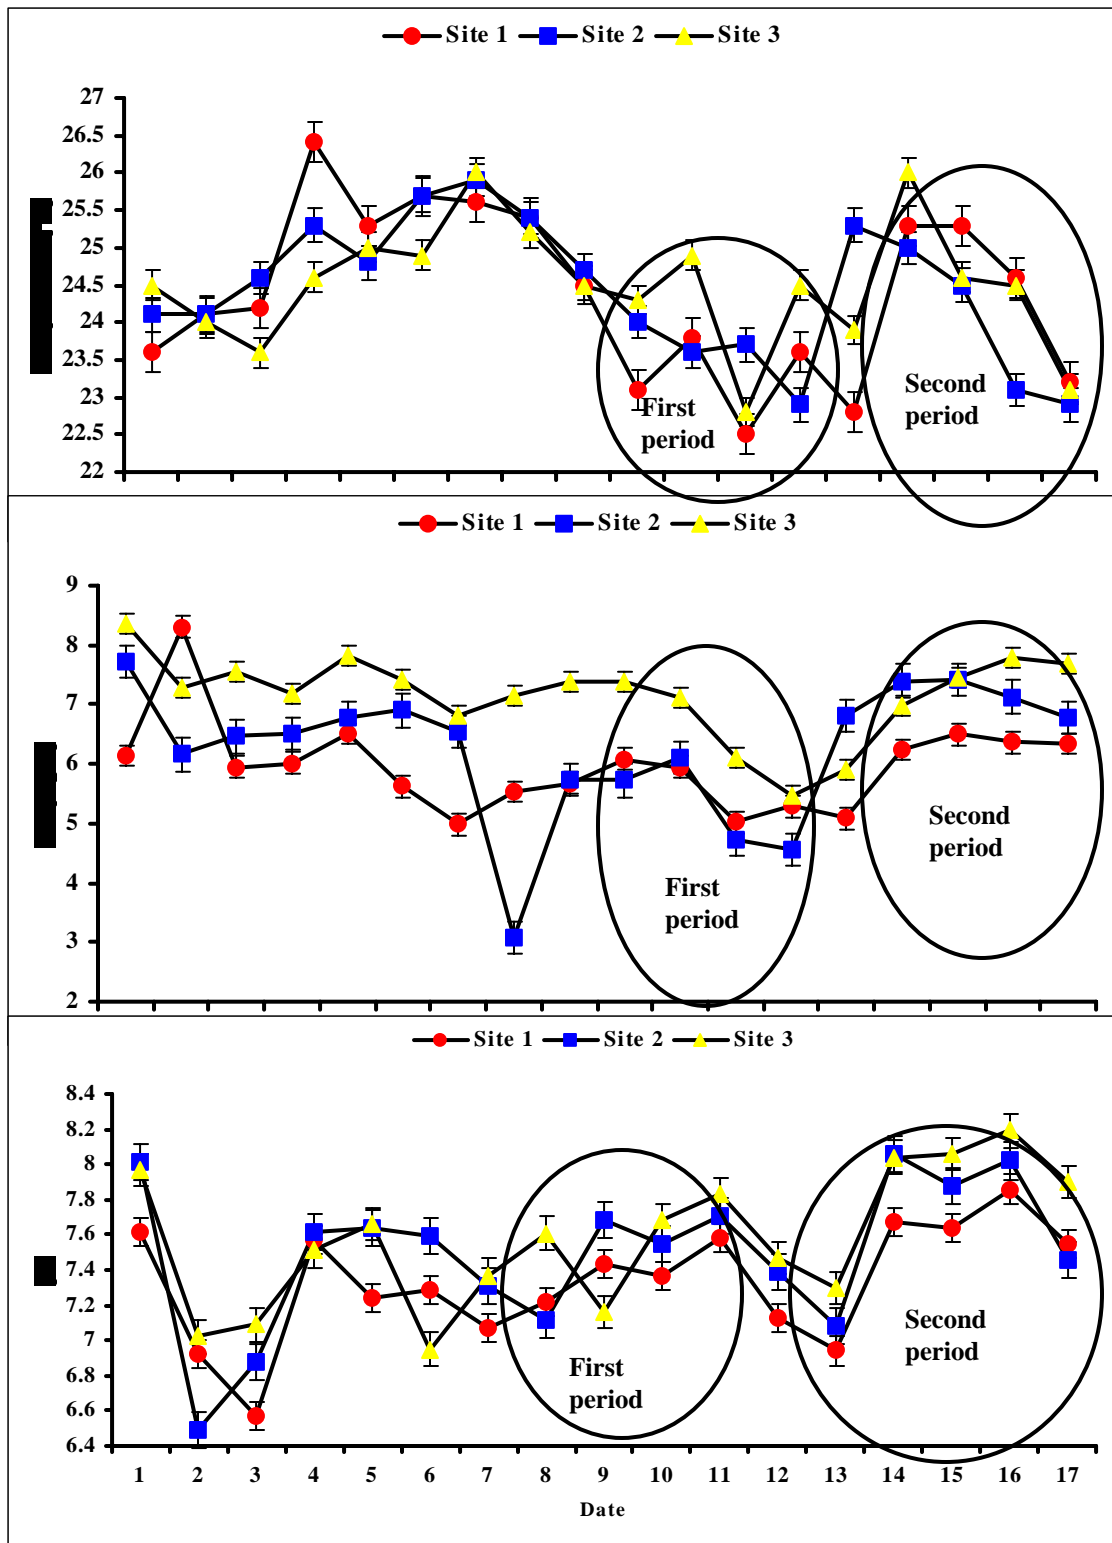 Site 1 Site 2 Site 3
27
26.5
26
25.5
25
24.5
24
23.5
23
22.5
22
First
period
Second
period
Site 1 Site 2 Site 3
9
8
7
6
5
4
3
2
First
period
Second
period
Site 1 Site 2 Site 3
8.4
8.2
8
7.8
7.6
7.4
7.2
7
6.8
6.6
6.4
First
period
Second
period
1 2 3 4 5 6 7 8 9 10 11 12 13 14 15 16 17
Date